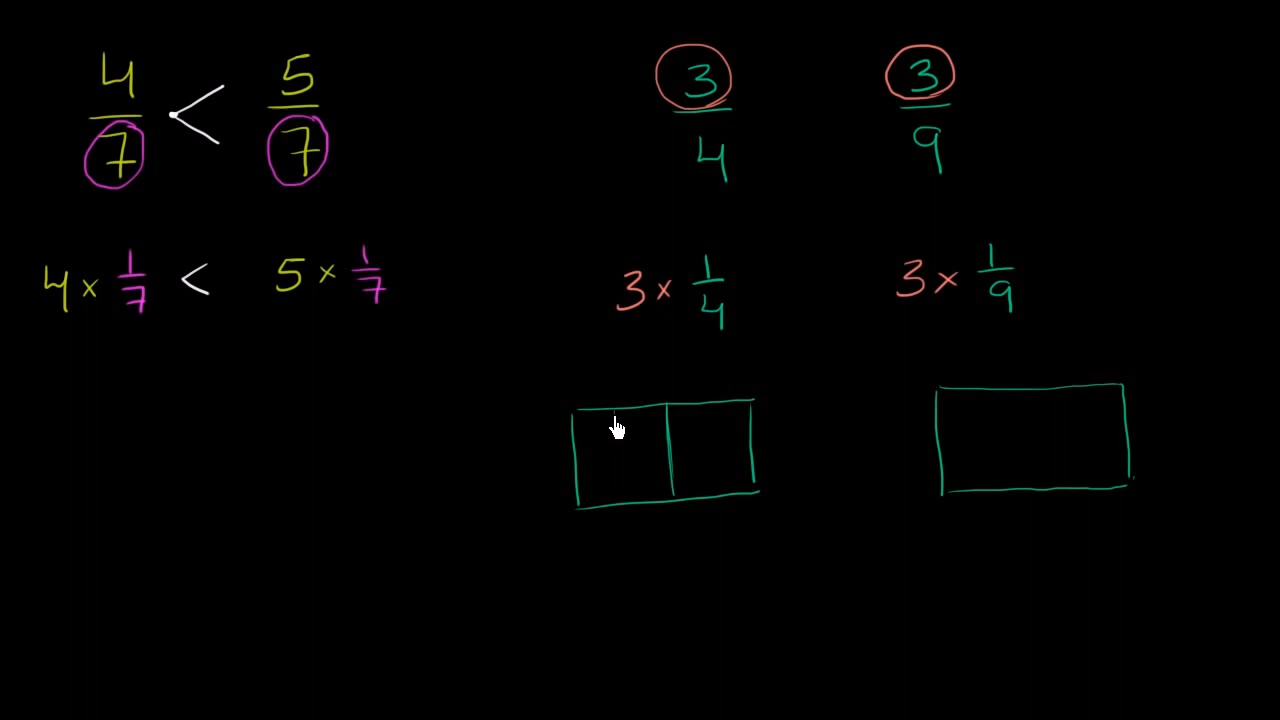 4/7 < 5/7
3/4 3/9
4 × 1/7 < 5 × 1/7
3 × 1/4 3 × 1/9